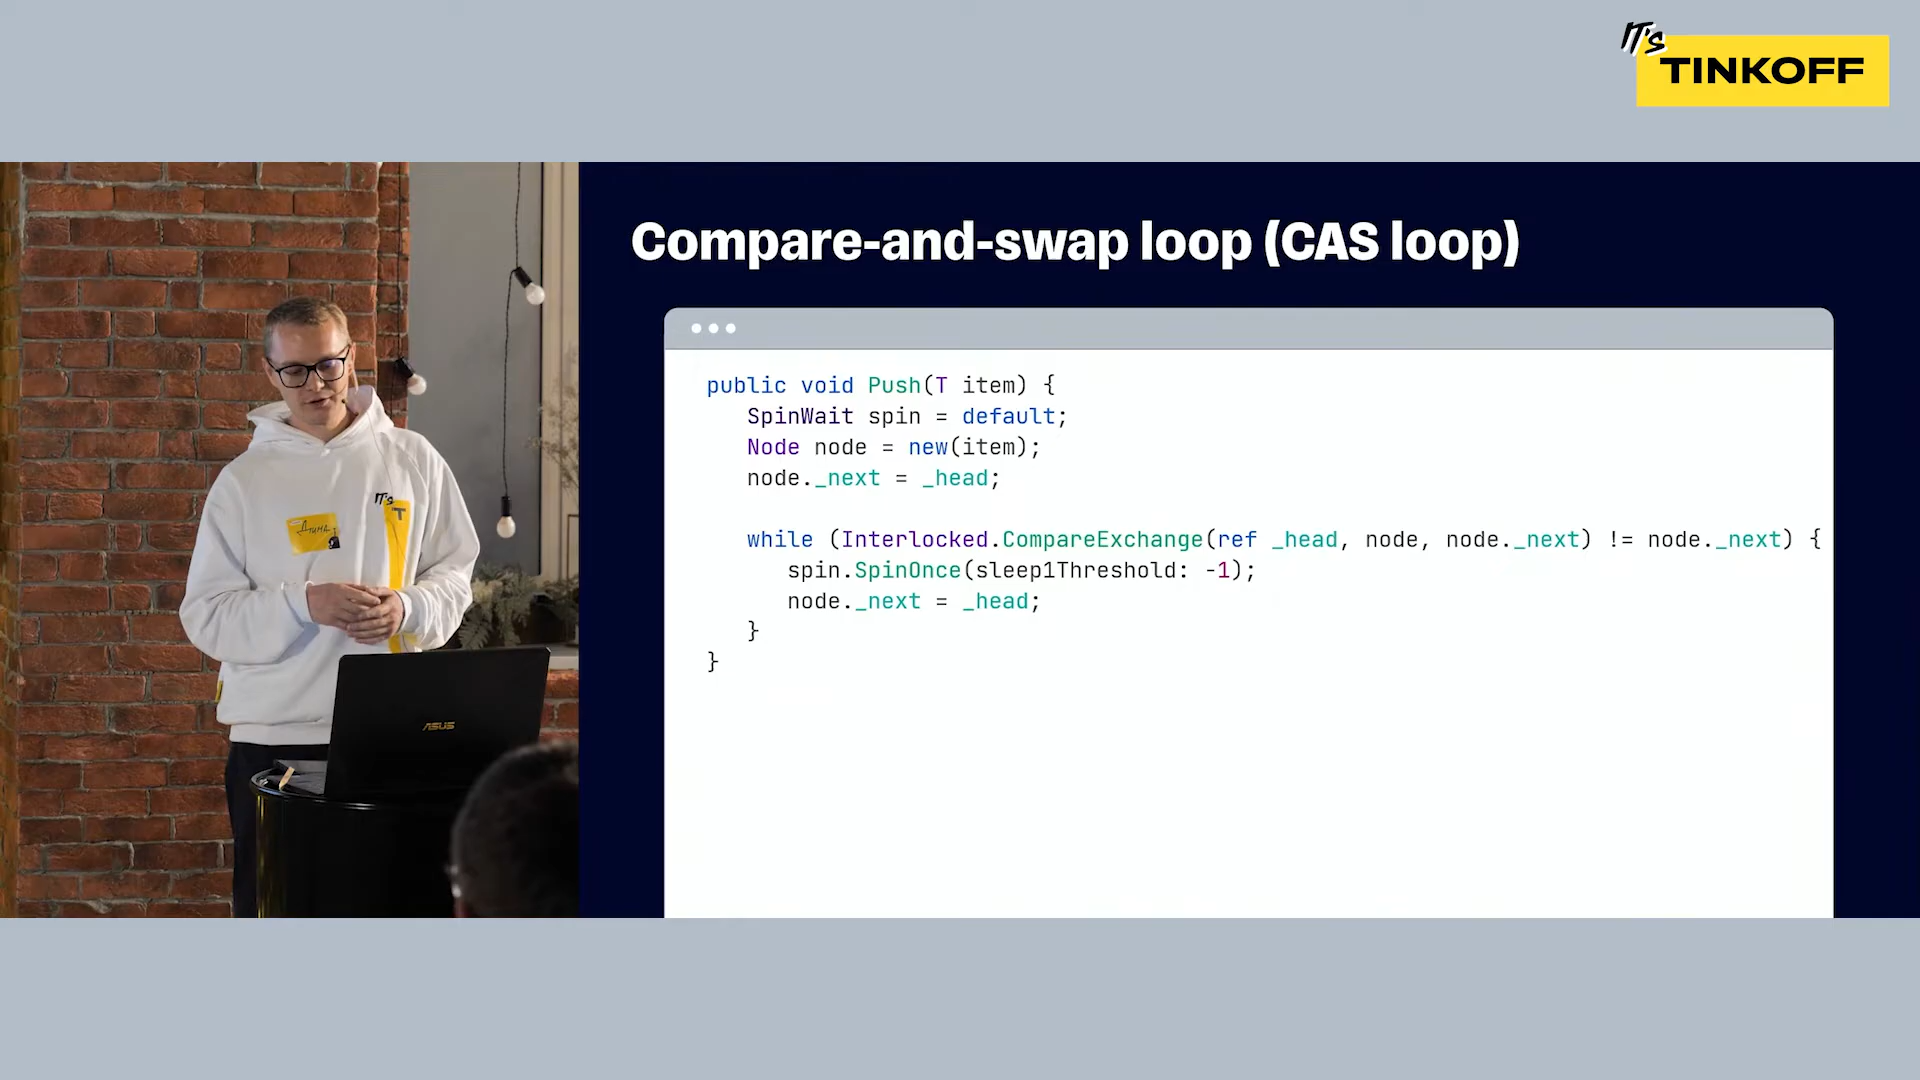 IT's
TINKOFF
Compare-and-swap loop (CAS loop)
public void Push(T item) {
SpinWait spin = default;
Node node = new(item);
node._next = _head;
while (Interlocked.CompareExchange(ref _head, node, node._next) != node._next) {
spin.SpinOnce(sleep1Threshold: -1);
node._next = _head;
}
}
IT's
T
ASUS